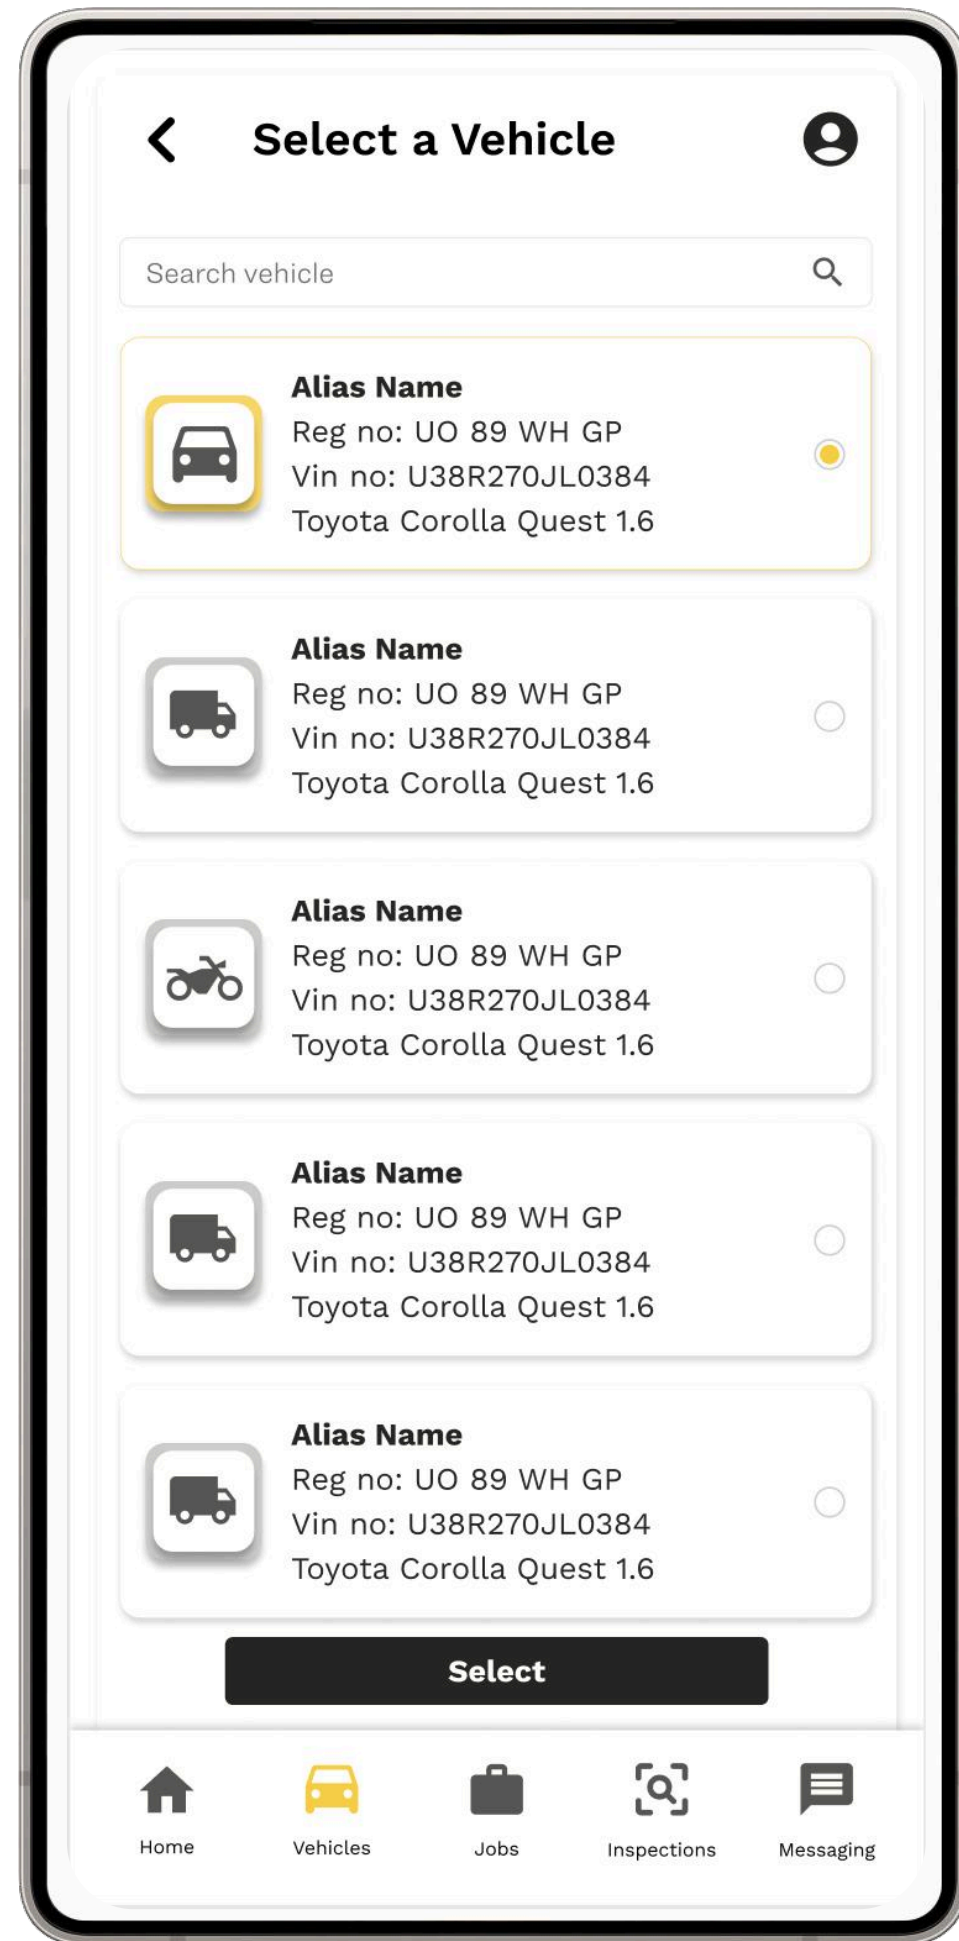 Select a Vehicle
Search vehicle
Alias Name
Reg no: UO 89 WH GP
Vin no: U38R270JL0384
Toyota Corolla Quest 1.6
Alias Name
Reg no: UO 89 WH GP
Vin no: U38R270JL0384
Toyota Corolla Quest 1.6
Alias Name
Reg no: UO 89 WH GP
Vin no: U38R270JL0384
Toyota Corolla Quest 1.6
Alias Name
Reg no: UO 89 WH GP
Vin no: U38R270JL0384
Toyota Corolla Quest 1.6
Alias Name
Reg no: UO 89 WH GP
Vin no: U38R270JL0384
Toyota Corolla Quest 1.6
Select
Home Vehicles Jobs Inspections Messaging